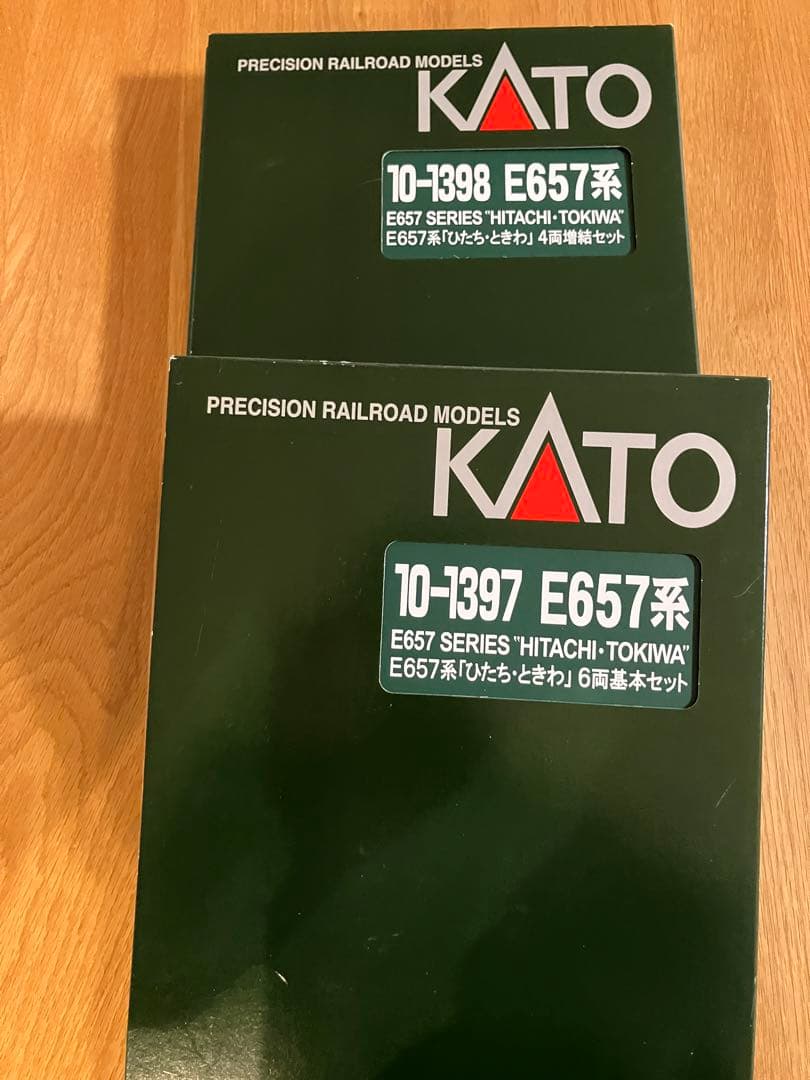 PRECISION RAILROAD MODELS
KATO
10-1398 E657系
E657 SERIES "HITACHI・TOKIWA"
E657系「ひたち・ときわ」 4両増結セット
PRECISION RAILROAD MODELS
KATO
10-1397 E657系
E657 SERIES "HITACHI・TOKIWA"
E657系「ひたち・ときわ」 6両基本セット